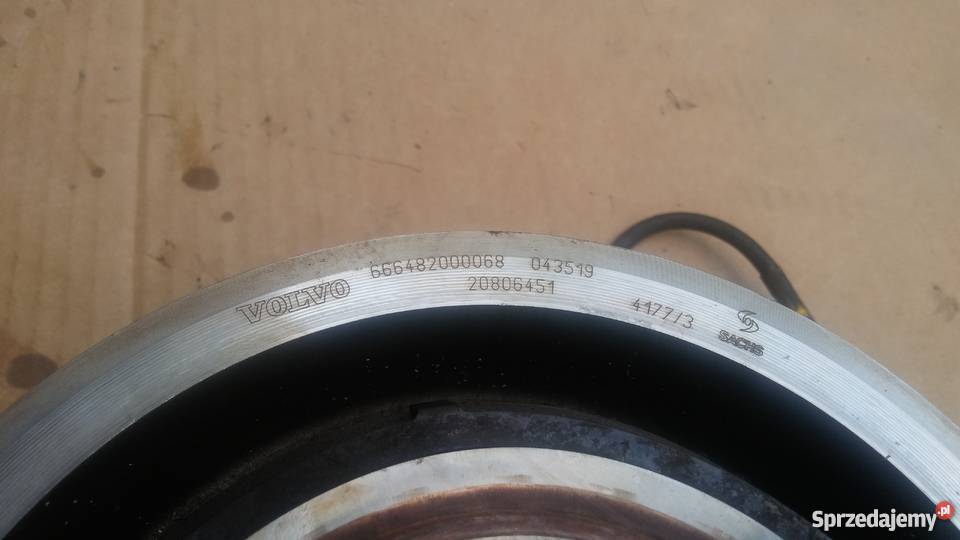 VOLVO 666482000068 043519
20806451
4177/3 SACHS
Sprzedajemy.pl